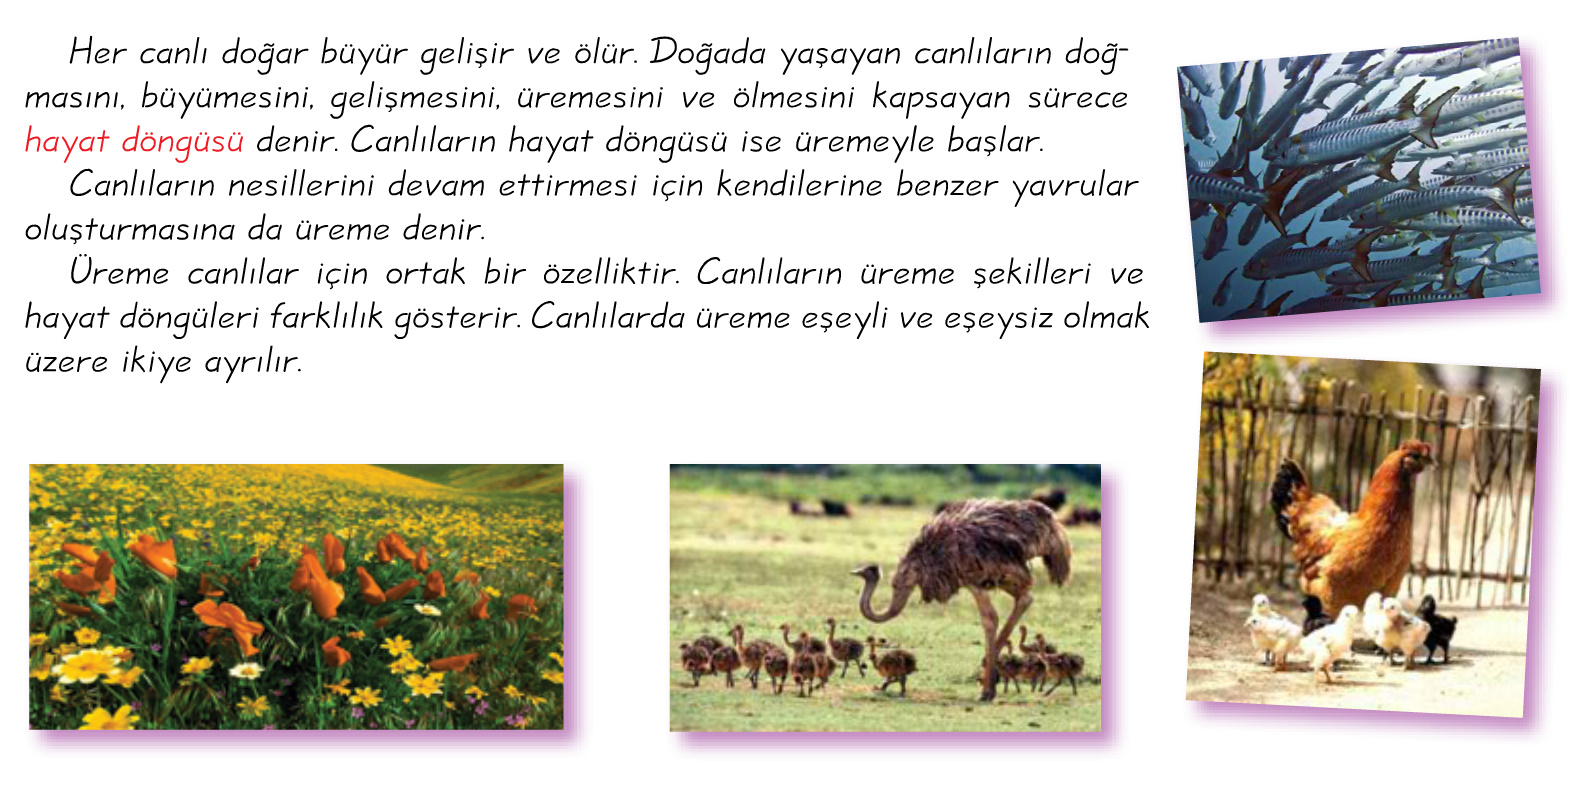 Her canlı doğar büyür gelişir ve ölür. Doğada yaşayan canlıların doğ-
masını, büyümesini, gelişmesini, üremesini ve ölmesini kapsayan sürece
hayat döngüsü denir. Canlıların hayat döngüsü ise üremeyle başlar.
Canlıların nesillerini devam ettirmesi için kendilerine benzer yavrular
oluşturmasına da üreme denir.
Üreme canlılar için ortak bir özelliktir. Canlıların üreme şekilleri ve
hayat döngüleri farklılık gösterir. Canlılarda üreme eşeyli ve eşeysiz olmak
üzere ikiye ayrılır.